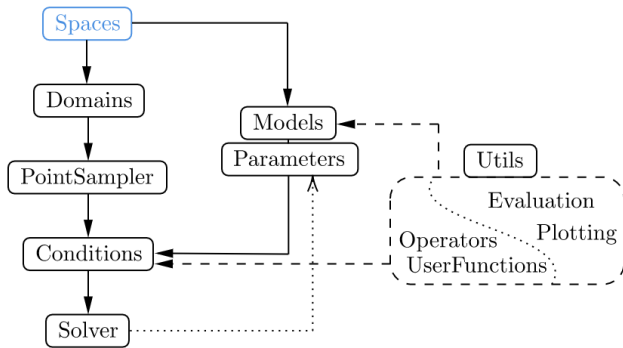 Spaces
Domains
Models
Parameters
PointSampler
Utils
Evaluation
Plotting
Operators
UserFunctions
Conditions
Solver